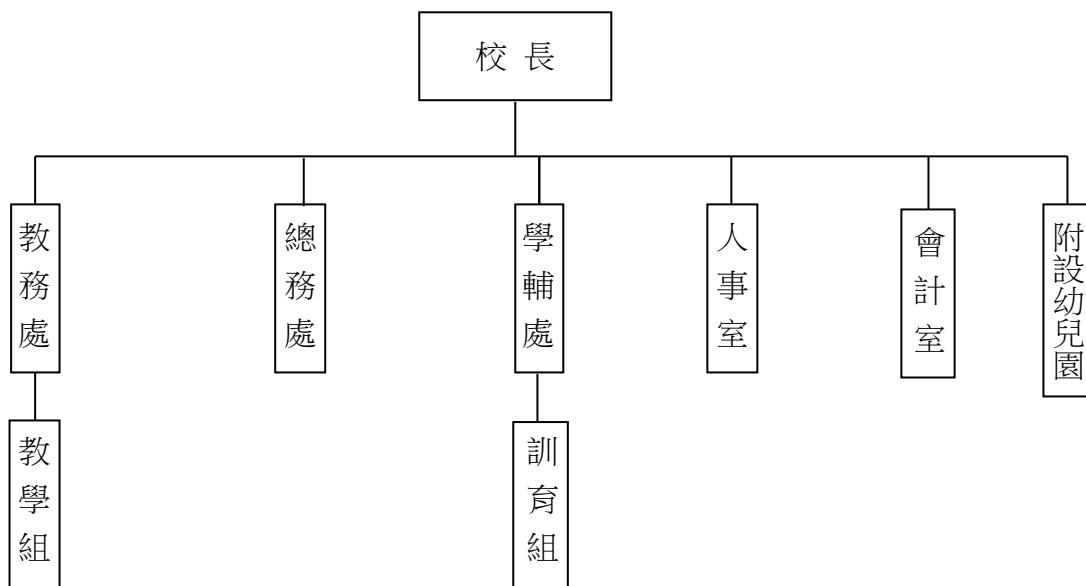 校長
教務處
總務處
學輔處
人事室
會計室
附設幼兒園
教學組
訓育組